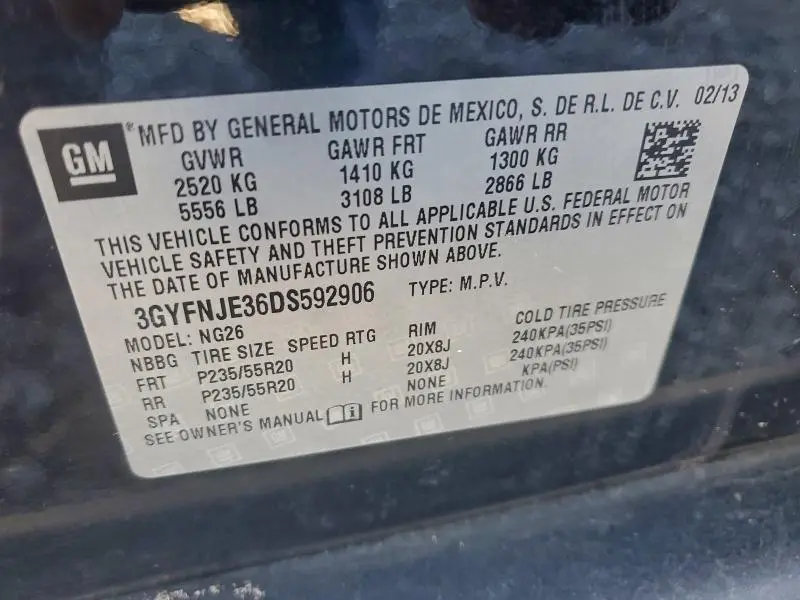 GM
® MFD BY GENERAL MOTORS DE MEXICO, S. DE R.L. DE C.V. 02/13
GVWR GAWR FRT GAWR RR
2520 KG 1410 KG 1300 KG
5556 LB 3108 LB 2866 LB
THIS VEHICLE CONFORMS TO ALL APPLICABLE U.S. FEDERAL MOTOR
VEHICLE SAFETY AND THEFT PREVENTION STANDARDS IN EFFECT ON
THE DATE OF MANUFACTURE SHOWN ABOVE.
3GYFNJE36DS592906 TYPE: M.P.V.
MODEL: NG26
NBBG TIRE SIZE SPEED RTG RIM COLD TIRE PRESSURE
FRT P235/55R20 H 20X8J 240KPA(35PSI)
RR P235/55R20 H 20X8J 240KPA(35PSI)
SPA NONE NONE KPA(PSI)
SEE OWNER'S MANUAL i FOR MORE INFORMATION.